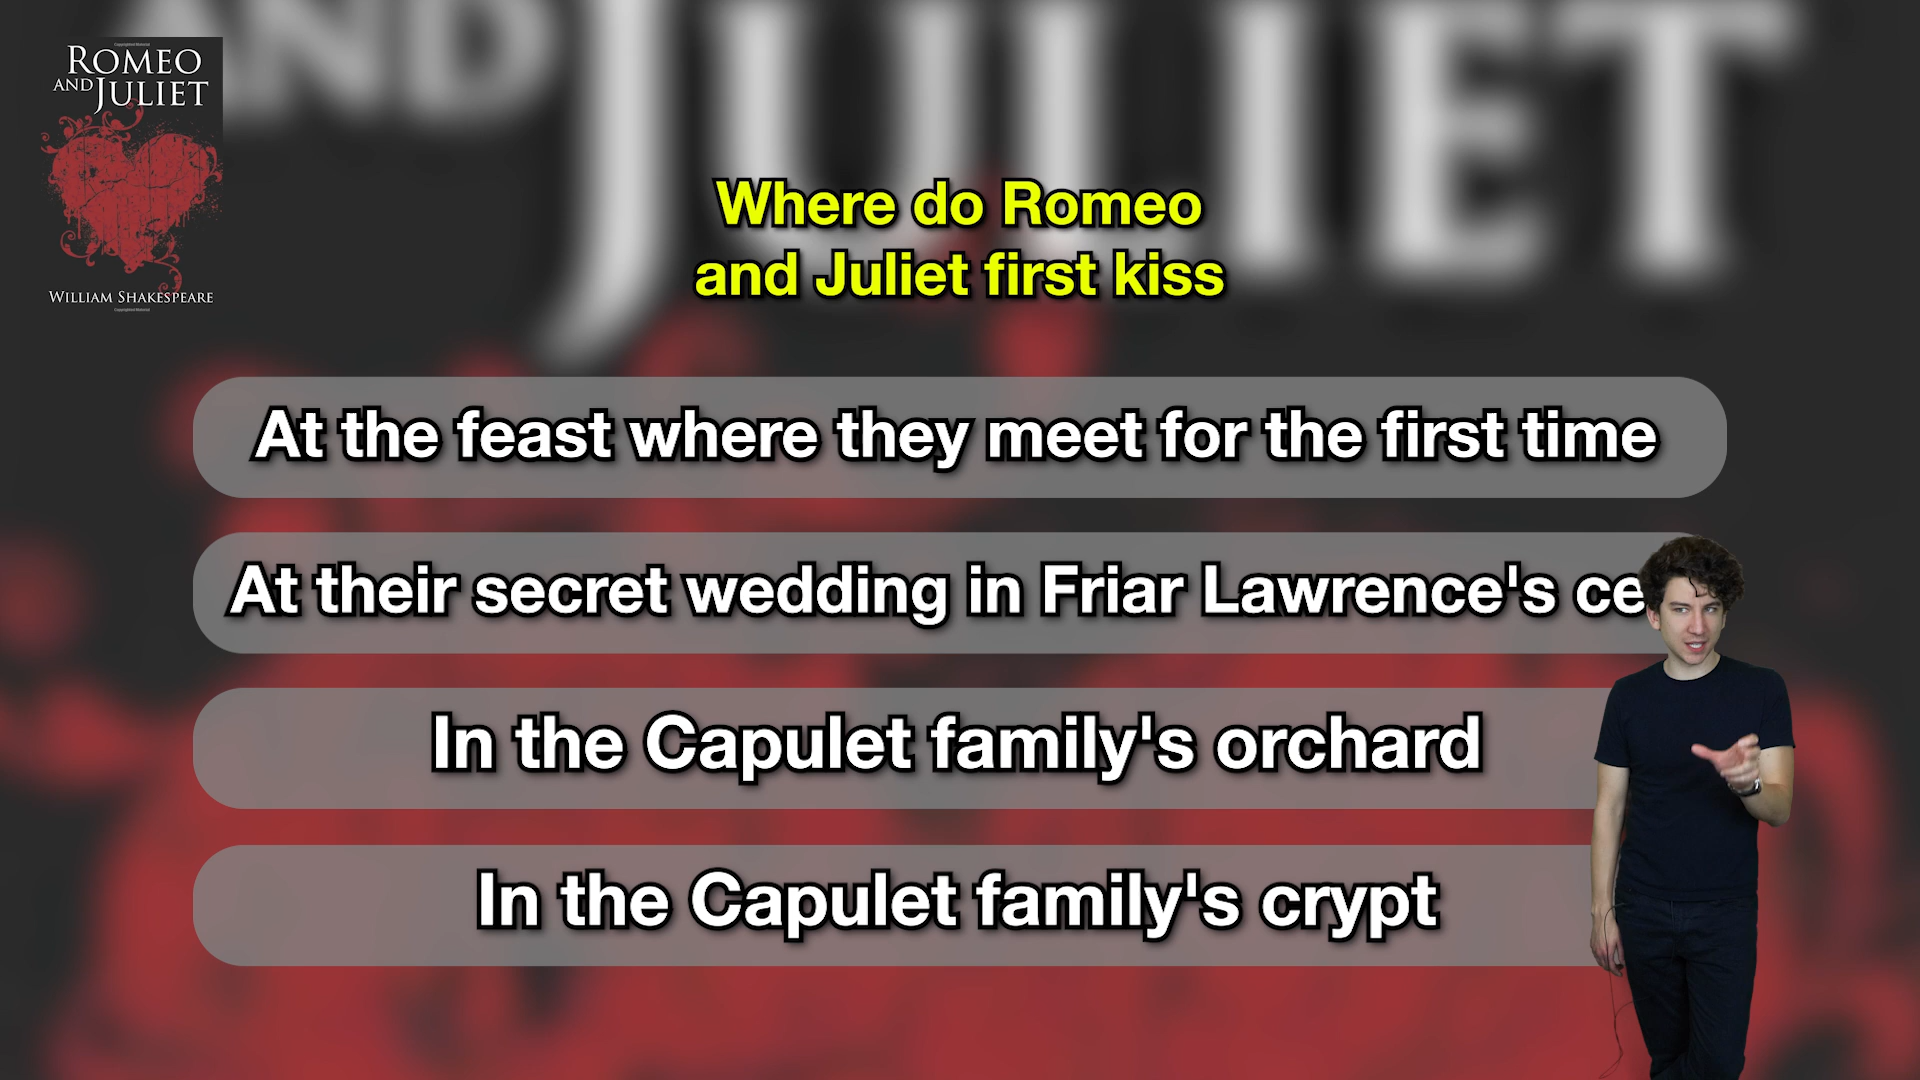 ROMEO
AND JULIET
WILLIAM SHAKESPEARE
AND JULIET
Where do Romeo
and Juliet first kiss
At the feast where they meet for the first time
At their secret wedding in Friar Lawrence's ce
In the Capulet family's orchard
In the Capulet family's crypt